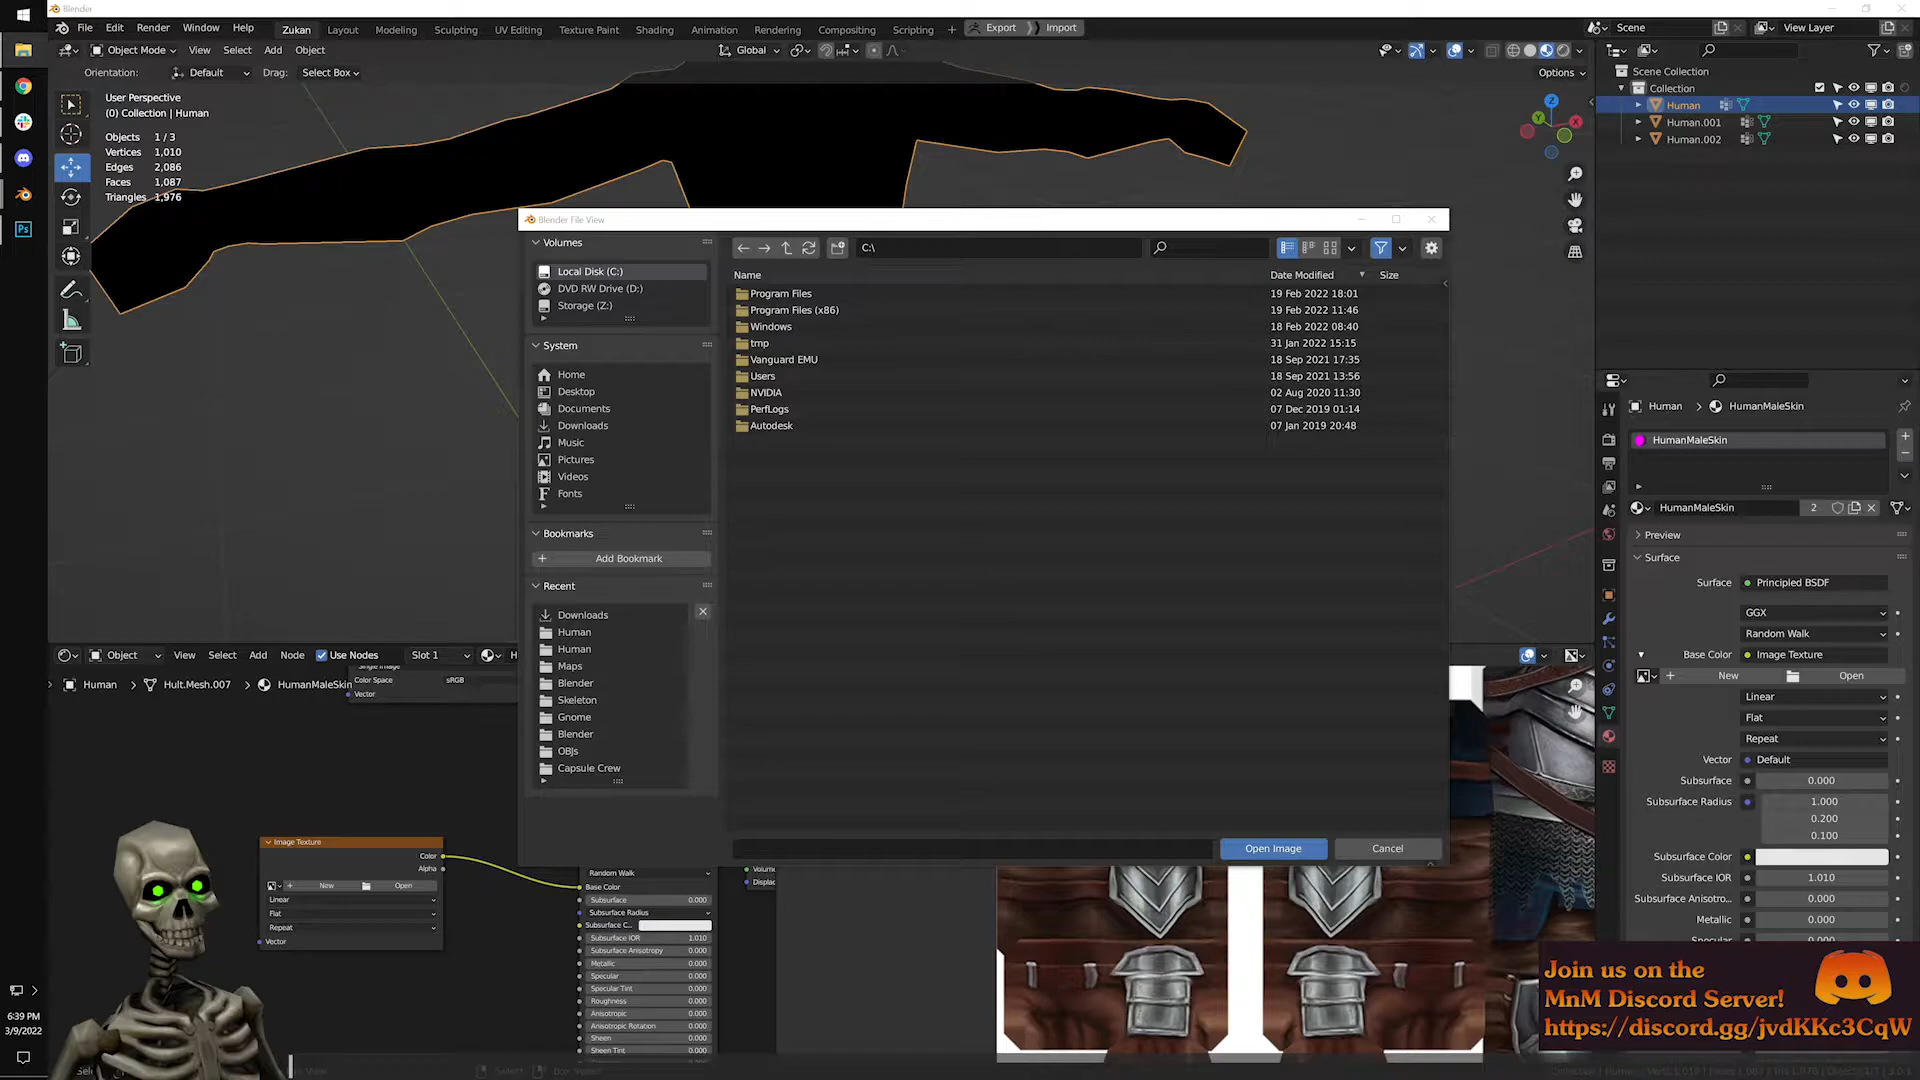 Blender
File Edit Render Window Help Zukan Layout Modeling Sculpting UV Editing Texture Paint Shading Animation Rendering Compositing Scripting + Export Import Scene View Layer
Object Mode View Select Add Object Global
Orientation: Default Drag: Select Box Options
User Perspective
(0) Collection | Human
Objects 1 / 3
Vertices 1,010
Edges 2,086
Faces 1,087
Triangles 1,976
Z
Y
X
Scene Collection
Collection
Human
Human.001
Human.002
Blender File View
Volumes
Local Disk (C:)
DVD RW Drive (D:)
Storage (Z:)
System
Home
Desktop
Documents
Downloads
Music
Pictures
Videos
Fonts
Bookmarks
Add Bookmark
Recent
Downloads
Human
Human
Maps
Blender
Skeleton
Gnome
Blender
OBJs
Capsule Crew
C:\
Name Date Modified Size
Program Files 19 Feb 2022 18:01
Program Files (x86) 19 Feb 2022 11:46
Windows 18 Feb 2022 08:40
tmp 31 Jan 2022 15:15
Vanguard EMU 18 Sep 2021 17:35
Users 18 Sep 2021 13:56
NVIDIA 02 Aug 2020 11:30
PerfLogs 07 Dec 2019 01:14
Autodesk 07 Jan 2019 20:48
Open Image Cancel
Human > HumanMaleSkin
HumanMaleSkin
HumanMaleSkin 2
Preview
Surface
Surface Principled BSDF
GGX
Random Walk
Base Color Image Texture
New Open
Linear
Flat
Repeat
Vector Default
Subsurface 0.000
Subsurface Radius 1.000
0.200
0.100
Subsurface Color
Subsurface IOR 1.010
Subsurface Anisotro... 0.000
Metallic 0.000
Object View Select Add Node Use Nodes Slot 1
Human > Hult.Mesh.007 > HumanMaleSkin
Single Image
Color Space sRGB
Vector
Image Texture
Color
Alpha
New Open
Linear
Flat
Repeat
Vector
Random Walk
Base Color
Subsurface 0.000
Subsurface Radius
Subsurface C..
Subsurface IOR 1.010
Subsurface Anisotropy 0.000
Metallic 0.000
Specular 0.000
Specular Tint 0.000
Roughness 0.000
Anisotropic 0.000
Anisotropic Rotation 0.000
Sheen 0.000
Sheen Tint 0.000
Ps
6:39 PM
3/9/2022
Join us on the
MnM Discord Server!
https://discord.gg/jvdKKc3CqW